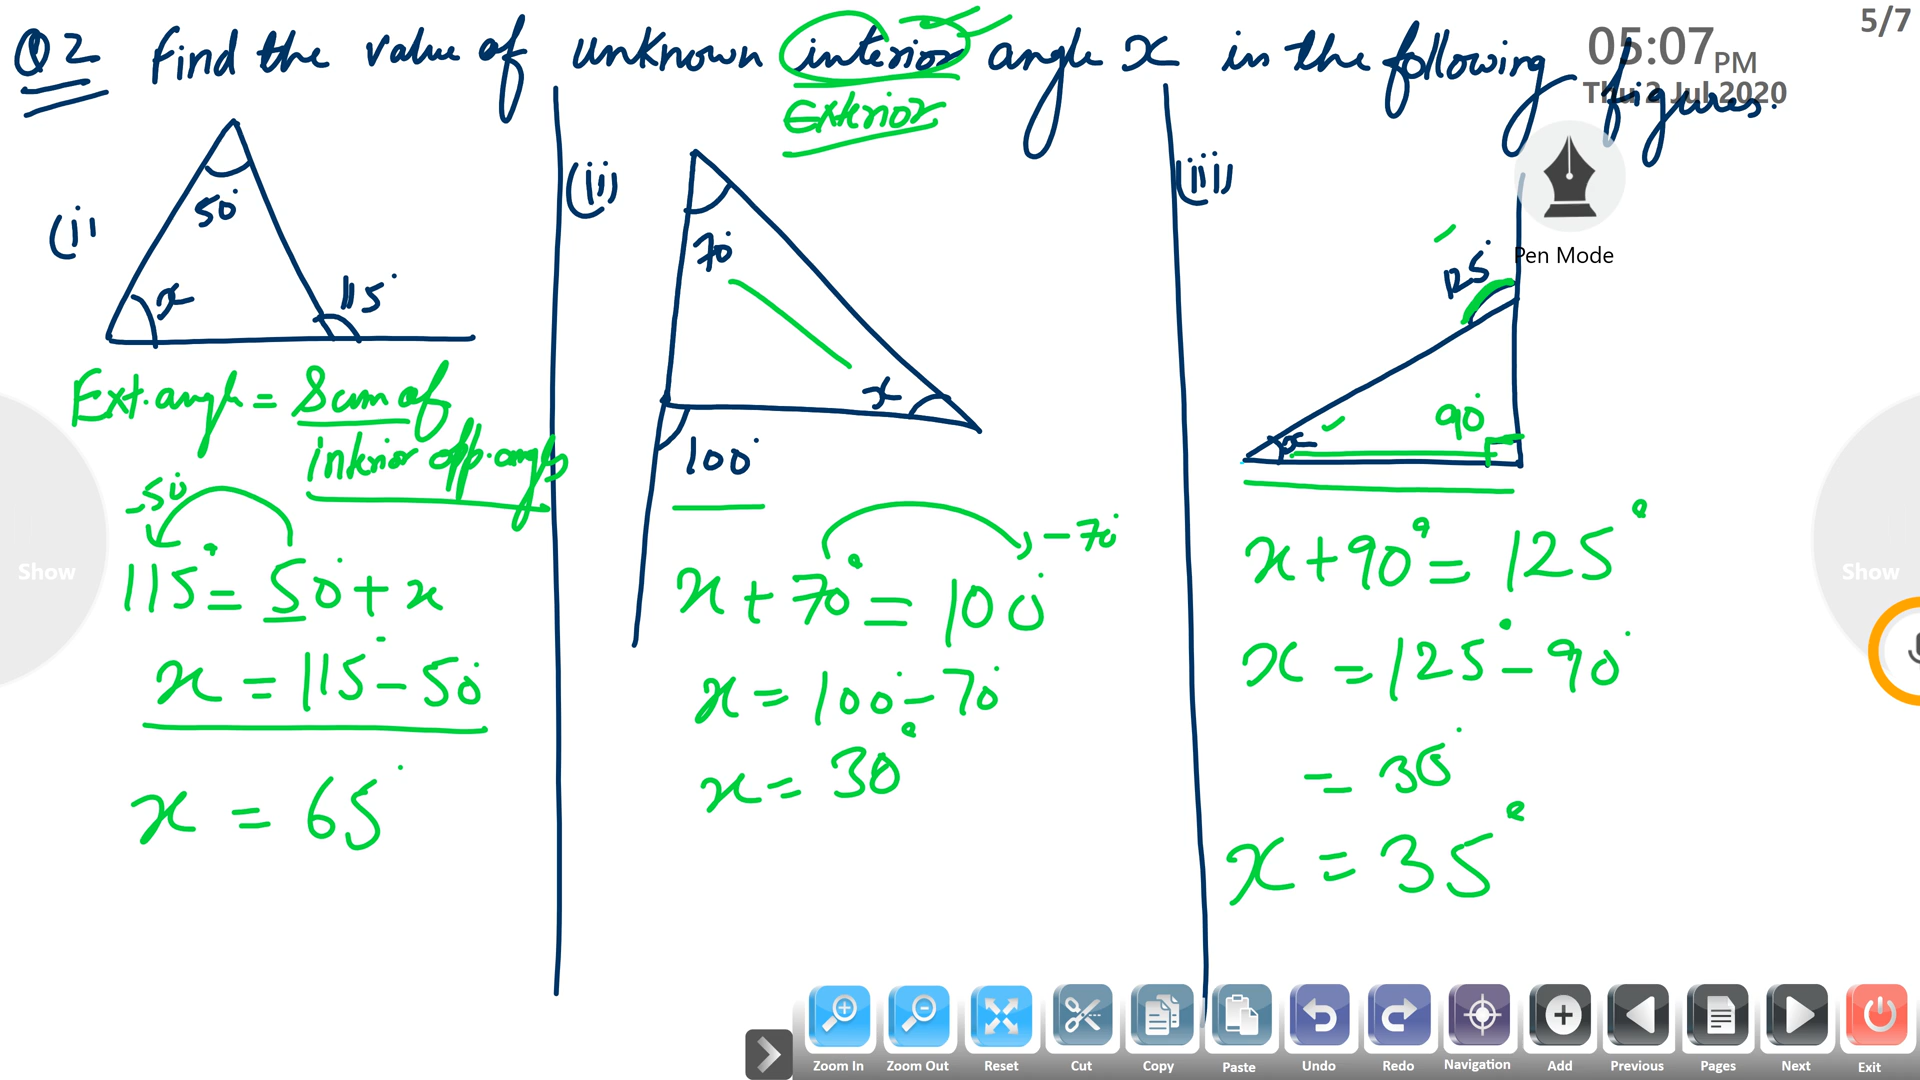 5/7
Q2 Find the value of unknown interior angle x in the following figures.
Exterior
05:07 PM
Thu 2 Jul 2020
Pen Mode
(i)
50°
x
115°
Ext. angle = Sum of
interior opp. angles
-50
115° = 50 + x
x = 115° - 50°
x = 65°
(ii)
70°
x
100°
-70°
x + 70° = 100°
x = 100° - 70°
x = 30°
(iii)
125°
x
90°
x + 90° = 125°
x = 125° - 90°
= 30°
x = 35°
Show
Show
Zoom In
Zoom Out
Reset
Cut
Copy
Paste
Undo
Redo
Navigation
Add
Previous
Pages
Next
Exit